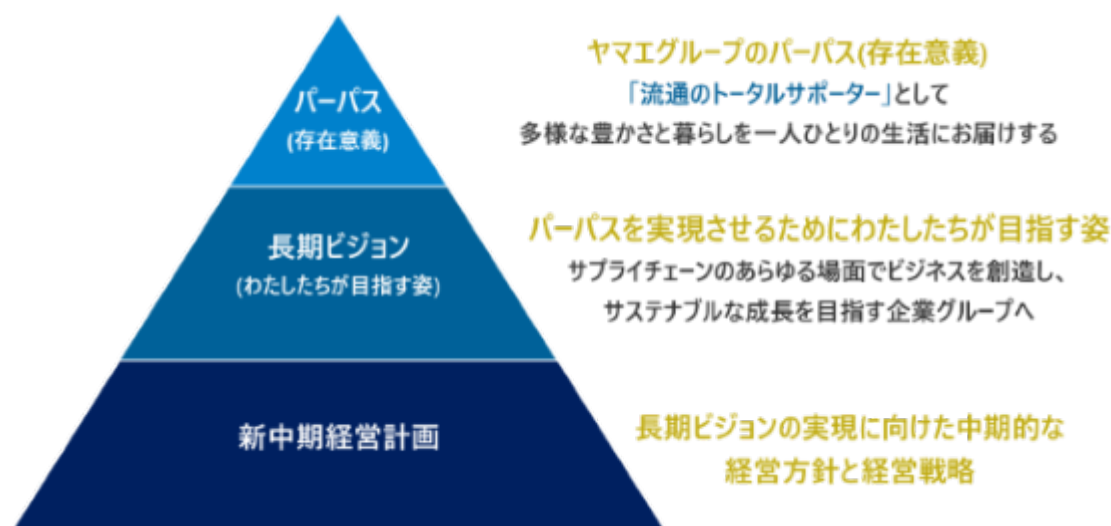 パーパス
(存在意義)
ヤマエグループのパーパス(存在意義)
「流通のトータルサポーター」として
多様な豊かさと暮らしを一人ひとりの生活にお届けする
長期ビジョン
(わたしたちが目指す姿)
パーパスを実現させるためにわたしたちが目指す姿
サプライチェーンのあらゆる場面でビジネスを創造し、
サステナブルな成長を目指す企業グループへ
新中期経営計画
長期ビジョンの実現に向けた中期的な
経営方針と経営戦略